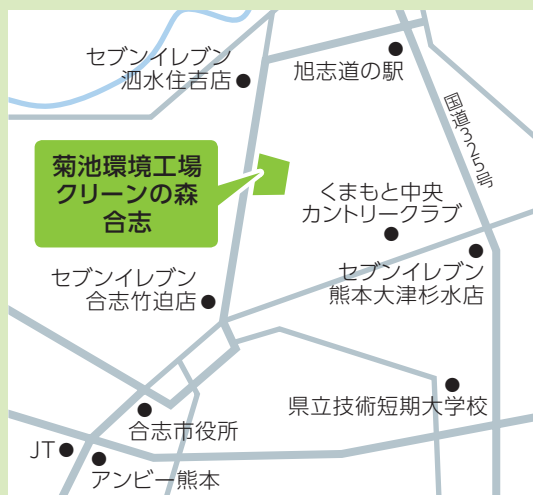 セブンイレブン
泗水住吉店
旭志道の駅
国道325号
菊池環境工場
クリーンの森
合志
くまもと中央
カントリークラブ
セブンイレブン
熊本大津杉水店
セブンイレブン
合志竹迫店
県立技術短期大学校
合志市役所
JT
アンビー熊本